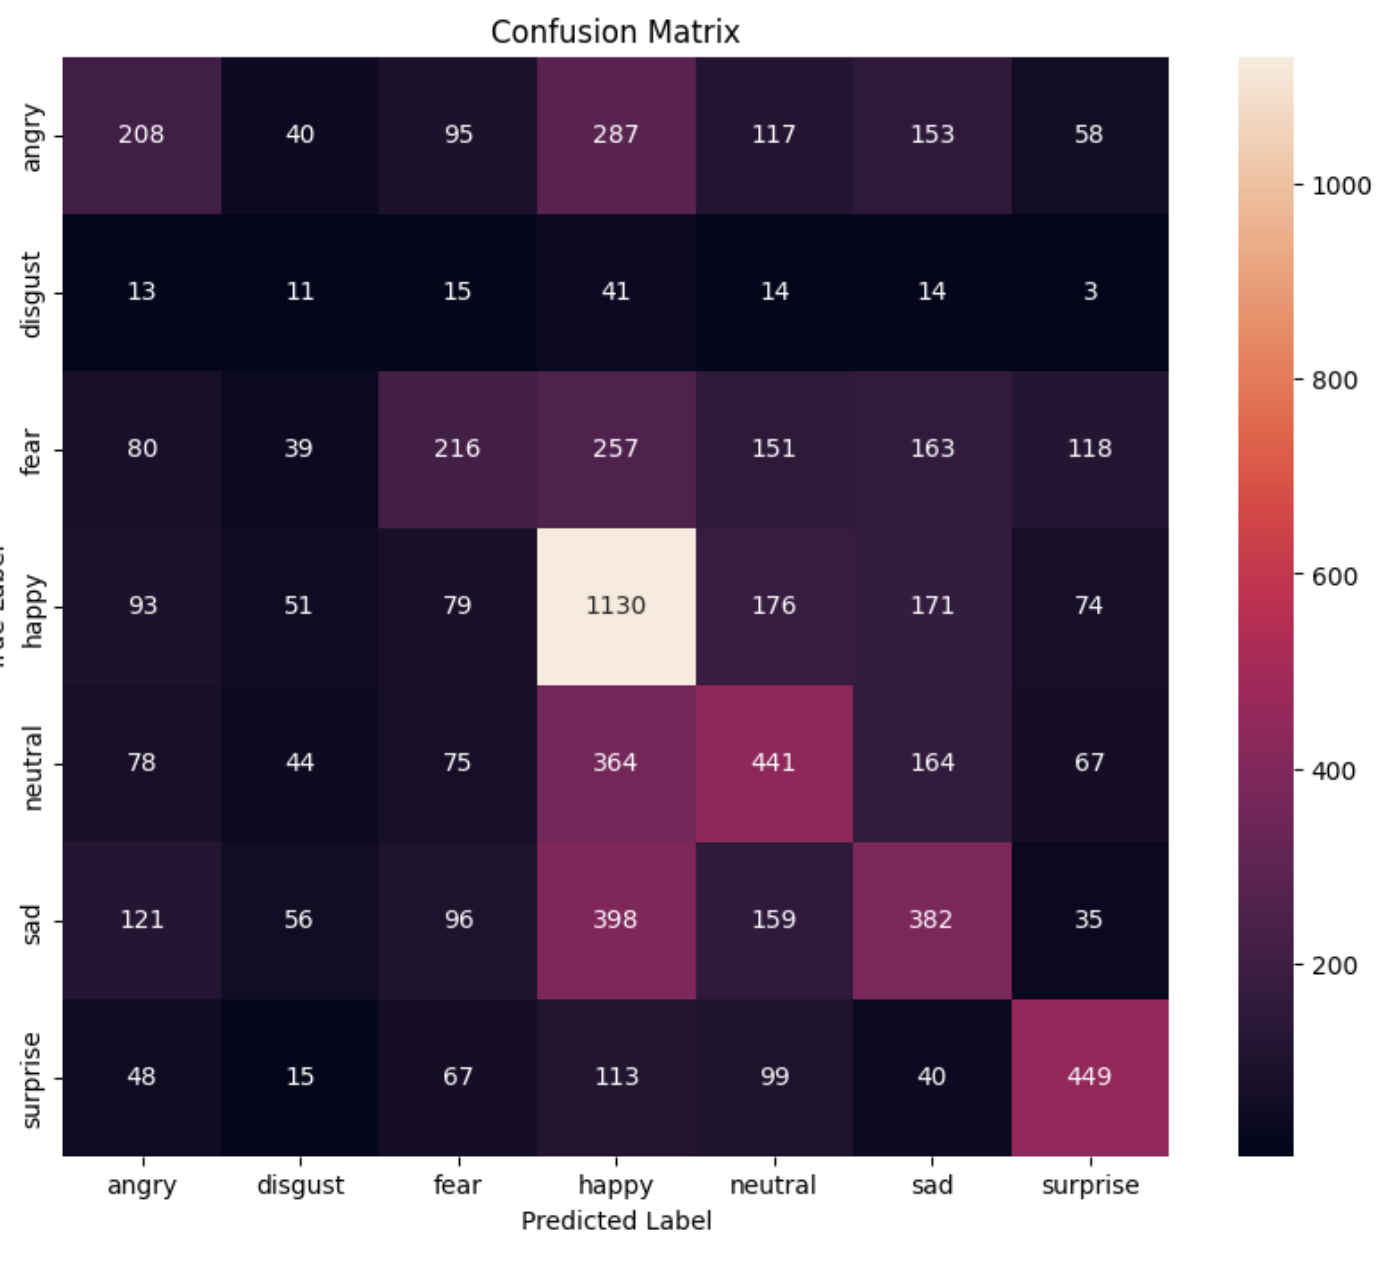 Confusion Matrix
angry 208 40 95 287 117 153 58
disgust 13 11 15 41 14 14 3
fear 80 39 216 257 151 163 118
happy 93 51 79 1130 176 171 74
neutral 78 44 75 364 441 164 67
sad 121 56 96 398 159 382 35
surprise 48 15 67 113 99 40 449
angry disgust fear happy neutral sad surprise
Predicted Label
1000
800
600
400
200